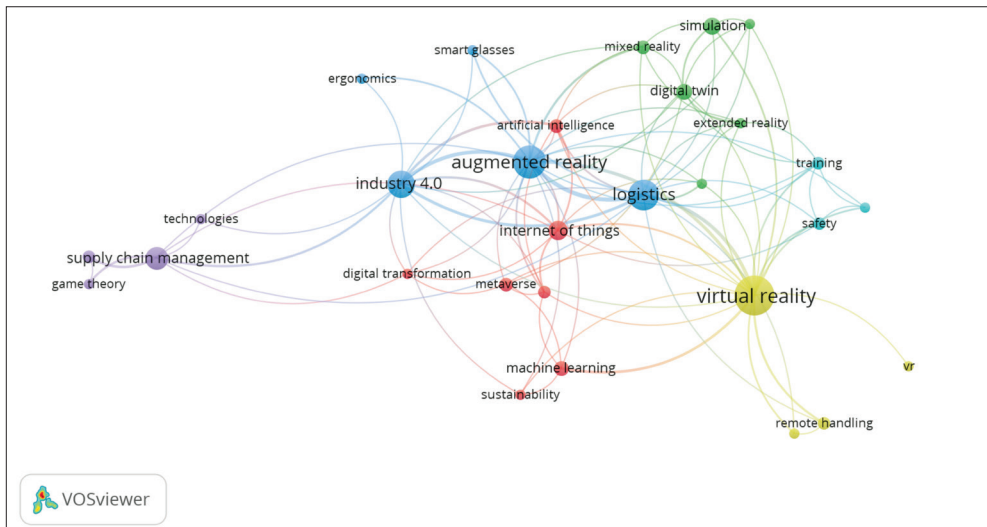 simulation
mixed reality
smart glasses
ergonomics
digital twin
artificial intelligence
extended reality
augmented reality
training
industry 4.0
logistics
technologies
internet of things
safety
supply chain management
digital transformation
game theory
metaverse
virtual reality
machine learning
vr
sustainability
remote handling
VOSviewer